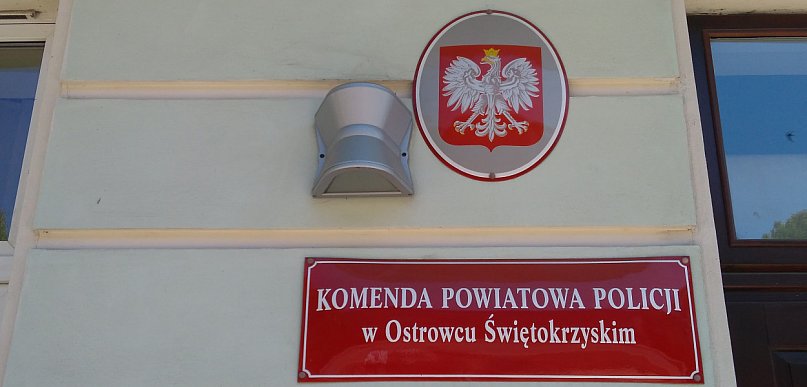 KOMENDA POWIATOWA POLICJI
w Ostrowcu Świętokrzyskim